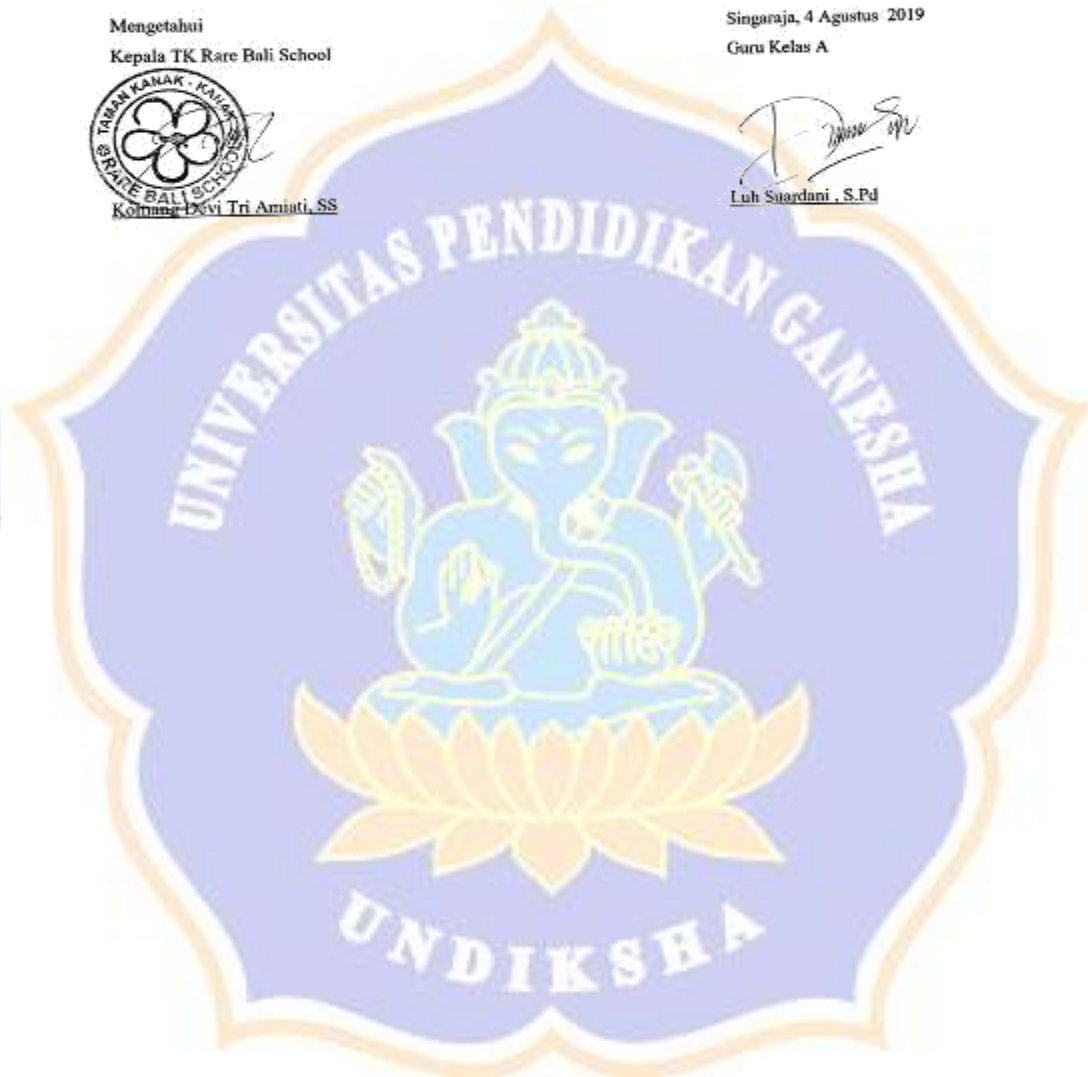 Mengetahui
Kepala TK Rare Bali School
TAMAN KANAK - KANAK
RARE BALI SCHOOL
Komang Devi Tri Amiati, SS
Singaraja, 4 Agustus 2019
Guru Kelas A
Luh Suardani , S.Pd
UNIVERSITAS PENDIDIKAN GANESHA
UNDIKSHA